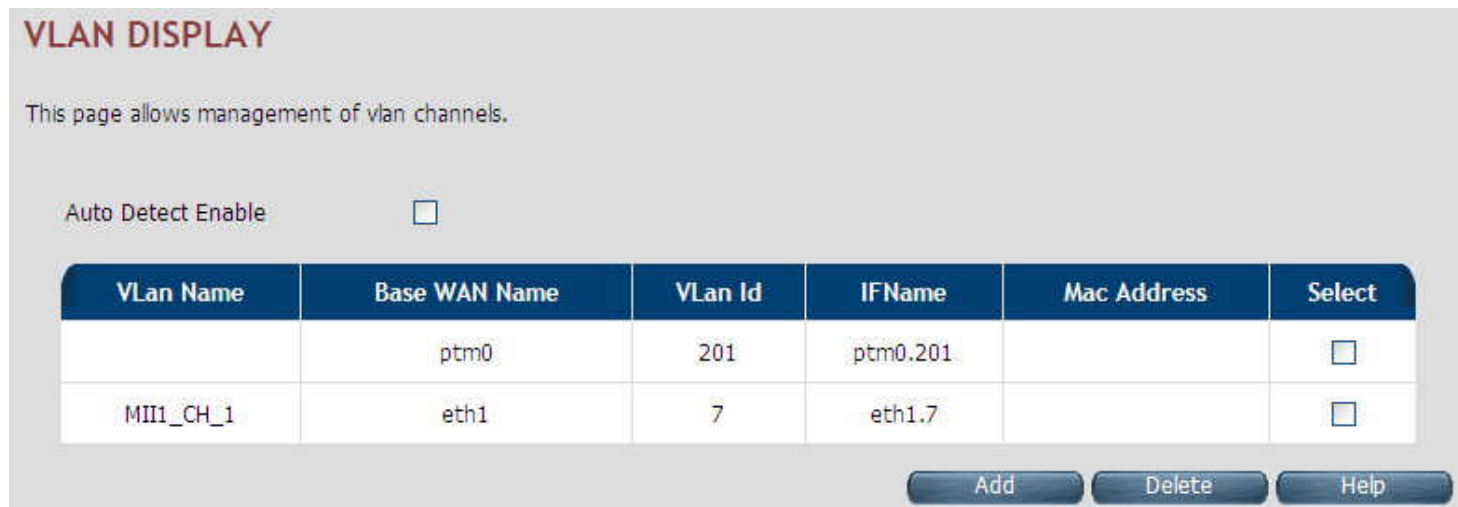 VLAN DISPLAY
This page allows management of vlan channels.
Auto Detect Enable
VLan Name Base WAN Name VLan Id IFName Mac Address Select
ptm0 201 ptm0.201
MII1_CH_1 eth1 7 eth1.7
Add Delete Help